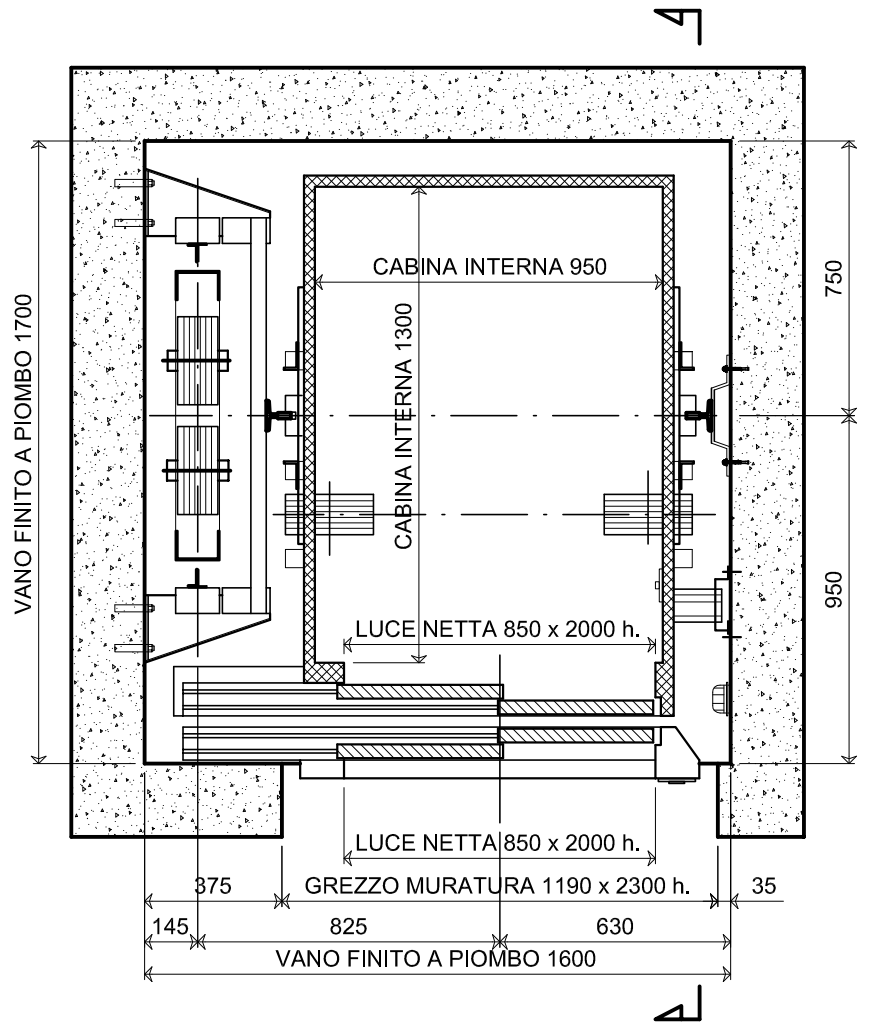 CABINA INTERNA 950
CABINA INTERNA 1300
VANO FINITO A PIOMBO 1700
750
950
LUCE NETTA 850 x 2000 h.
LUCE NETTA 850 x 2000 h.
375
GREZZO MURATURA 1190 x 2300 h.
35
145
825
630
VANO FINITO A PIOMBO 1600